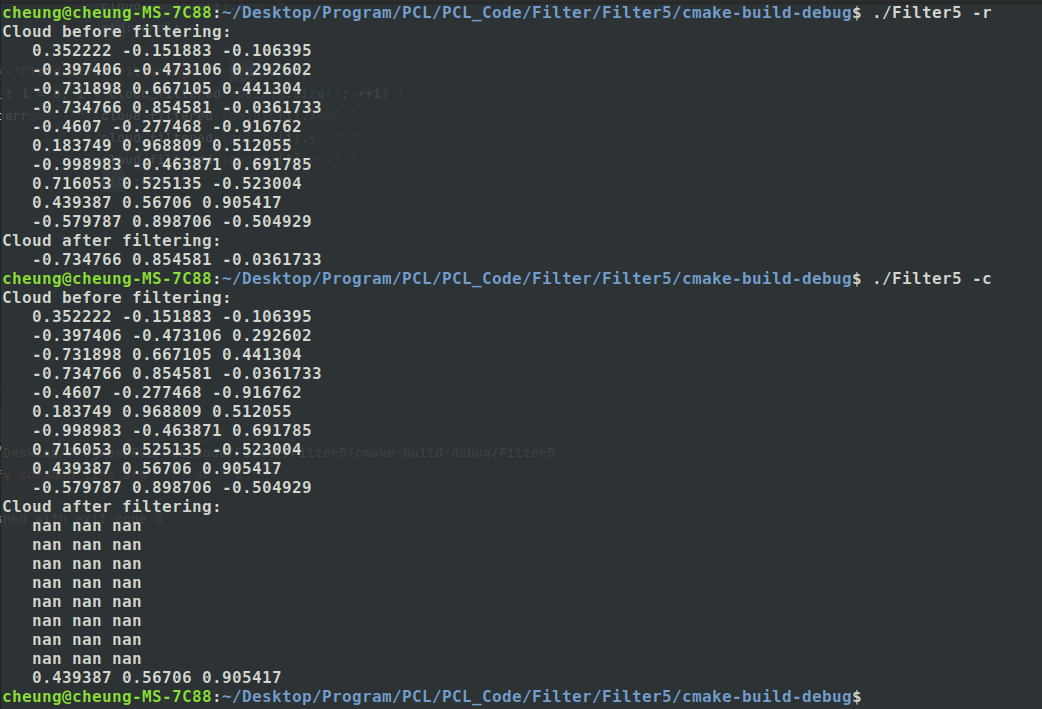 cheung@cheung-MS-7C88:~/Desktop/Program/PCL/PCL_Code/Filter/Filter5/cmake-build-debug$ ./Filter5 -r
Cloud before filtering:
0.352222 -0.151883 -0.106395
-0.397406 -0.473106 0.292602
-0.731898 0.667105 0.441304
-0.734766 0.854581 -0.0361733
-0.4607 -0.277468 -0.916762
0.183749 0.968809 0.512055
-0.998983 -0.463871 0.691785
0.716053 0.525135 -0.523004
0.439387 0.56706 0.905417
-0.579787 0.898706 -0.504929
Cloud after filtering:
-0.734766 0.854581 -0.0361733
cheung@cheung-MS-7C88:~/Desktop/Program/PCL/PCL_Code/Filter/Filter5/cmake-build-debug$ ./Filter5 -c
Cloud before filtering:
0.352222 -0.151883 -0.106395
-0.397406 -0.473106 0.292602
-0.731898 0.667105 0.441304
-0.734766 0.854581 -0.0361733
-0.4607 -0.277468 -0.916762
0.183749 0.968809 0.512055
-0.998983 -0.463871 0.691785
0.716053 0.525135 -0.523004
0.439387 0.56706 0.905417
-0.579787 0.898706 -0.504929
Cloud after filtering:
nan nan nan
nan nan nan
nan nan nan
nan nan nan
nan nan nan
nan nan nan
nan nan nan
nan nan nan
0.439387 0.56706 0.905417
cheung@cheung-MS-7C88:~/Desktop/Program/PCL/PCL_Code/Filter/Filter5/cmake-build-debug$